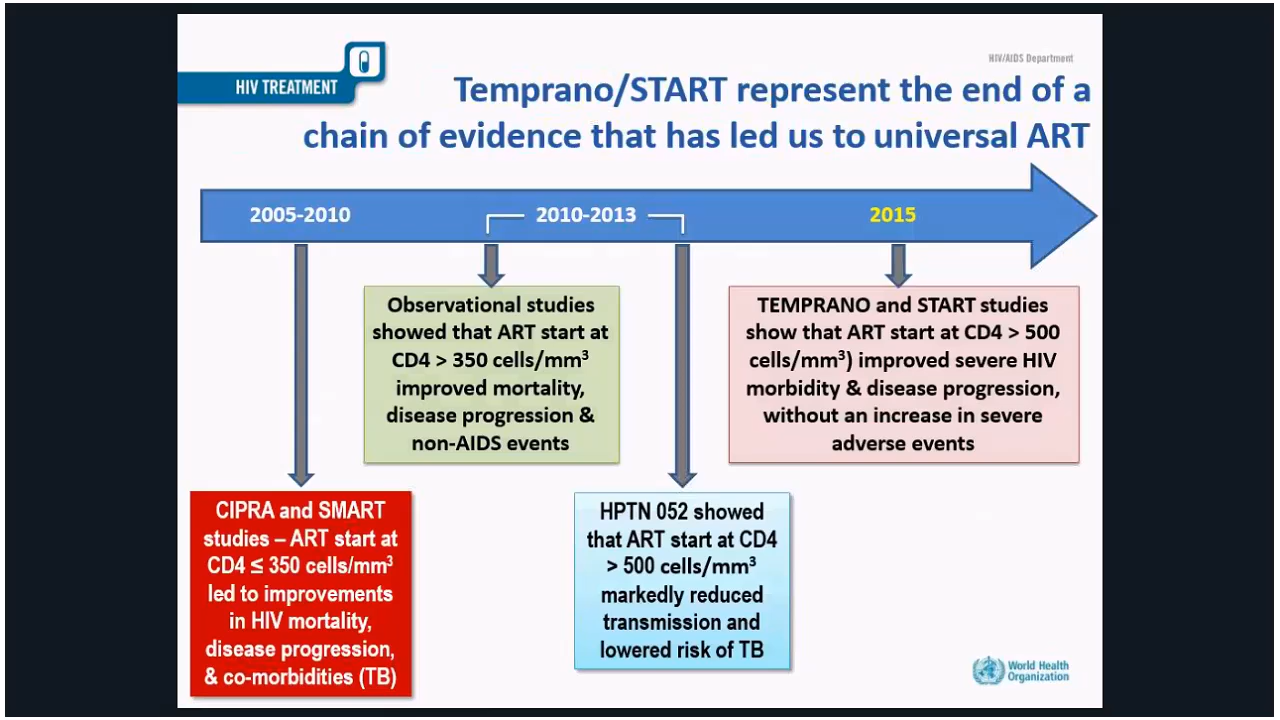 HIV/AIDS Department
HIV TREATMENT
Temprano/START represent the end of a
chain of evidence that has led us to universal ART
2005-2010
2010-2013
2015
Observational studies
showed that ART start at
CD4 > 350 cells/mm³
improved mortality,
disease progression &
non-AIDS events
TEMPRANO and START studies
show that ART start at CD4 > 500
cells/mm³) improved severe HIV
morbidity & disease progression,
without an increase in severe
adverse events
CIPRA and SMART
studies – ART start at
CD4 ≤ 350 cells/mm³
led to improvements
in HIV mortality,
disease progression,
& co-morbidities (TB)
HPTN 052 showed
that ART start at CD4
> 500 cells/mm³
markedly reduced
transmission and
lowered risk of TB
World Health
Organization